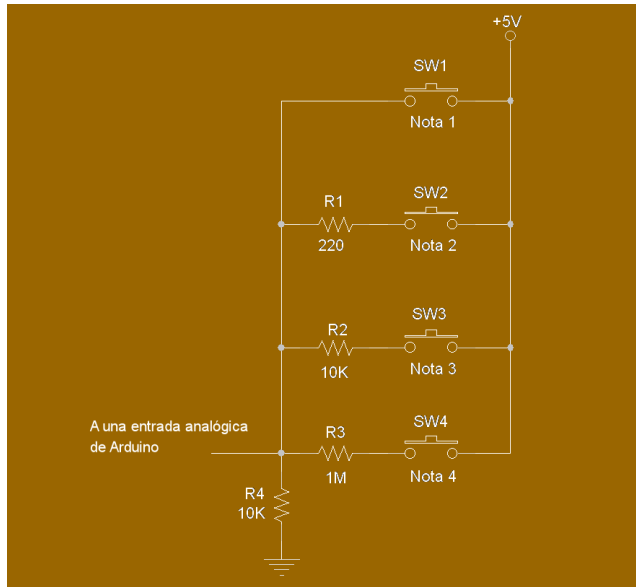 +5V
SW1
Nota 1
R1
220
SW2
Nota 2
R2
10K
SW3
Nota 3
A una entrada analógica
de Arduino
R3
1M
SW4
Nota 4
R4
10K